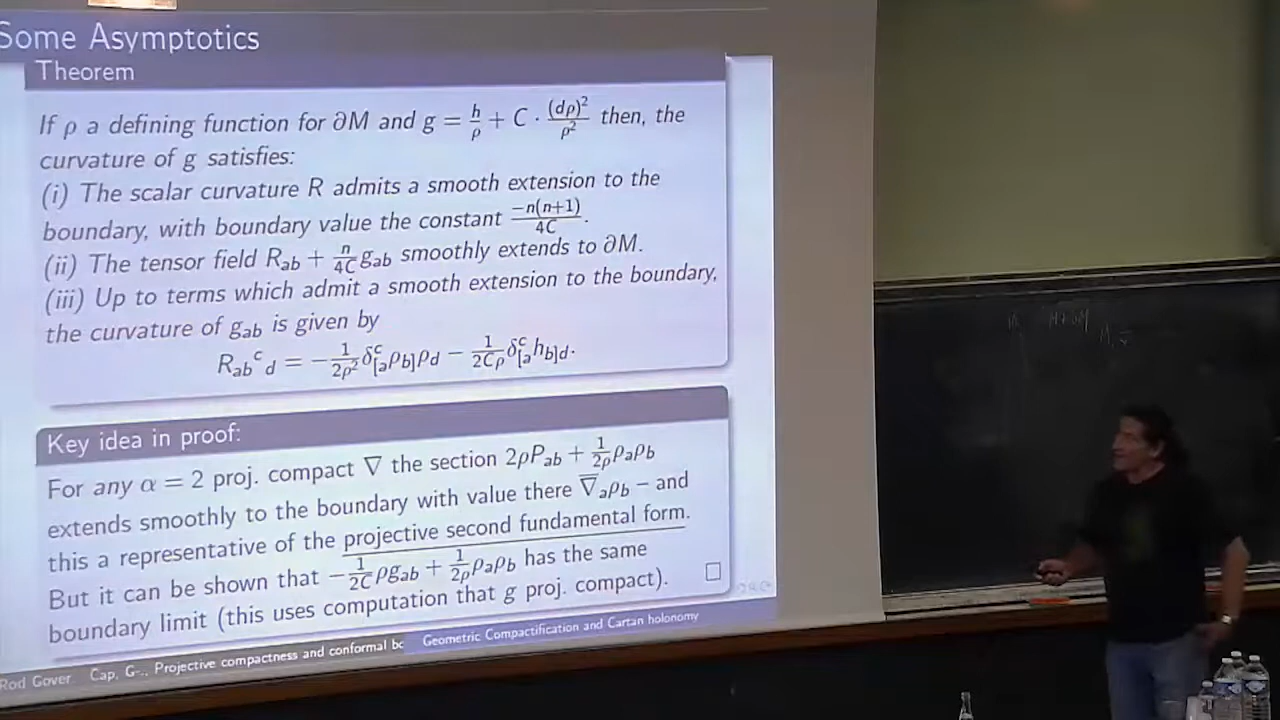 Some Asymptotics
Theorem
If ρ a defining function for ∂M and g = h/ρ + C · (dρ)²/ρ² then, the
curvature of g satisfies:
(i) The scalar curvature R admits a smooth extension to the
boundary, with boundary value the constant −n(n+1)/4C.
(ii) The tensor field R_ab + n/4C g_ab smoothly extends to ∂M.
(iii) Up to terms which admit a smooth extension to the boundary,
the curvature of g_ab is given by
R_ab^c_d = −1/2ρ² δ^c_[a ρ_b] ρ_d − 1/2Cρ δ^c_[a h_b]d.
Key idea in proof:
For any α = 2 proj. compact ∇ the section 2ρP_ab + 1/2ρ ρ_aρ_b
extends smoothly to the boundary with value there ∇̅_aρ_b – and
this a representative of the projective second fundamental form.
But it can be shown that −1/2C ρg_ab + 1/2ρ ρ_aρ_b has the same
boundary limit (this uses computation that g proj. compact). □
Rod Gover. Cap, G-., Projective compactness and conformal bc Geometric Compactification and Cartan holonomy